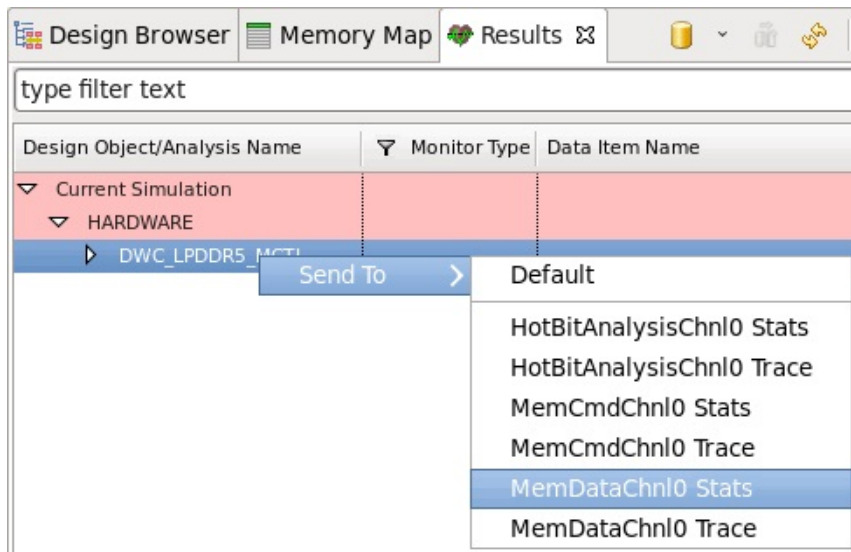 Design Browser Memory Map Results
type filter text
Design Object/Analysis Name Monitor Type Data Item Name
Current Simulation
HARDWARE
DWC_LPDDR5_MCTL
Send To
Default
HotBitAnalysisChnl0 Stats
HotBitAnalysisChnl0 Trace
MemCmdChnl0 Stats
MemCmdChnl0 Trace
MemDataChnl0 Stats
MemDataChnl0 Trace